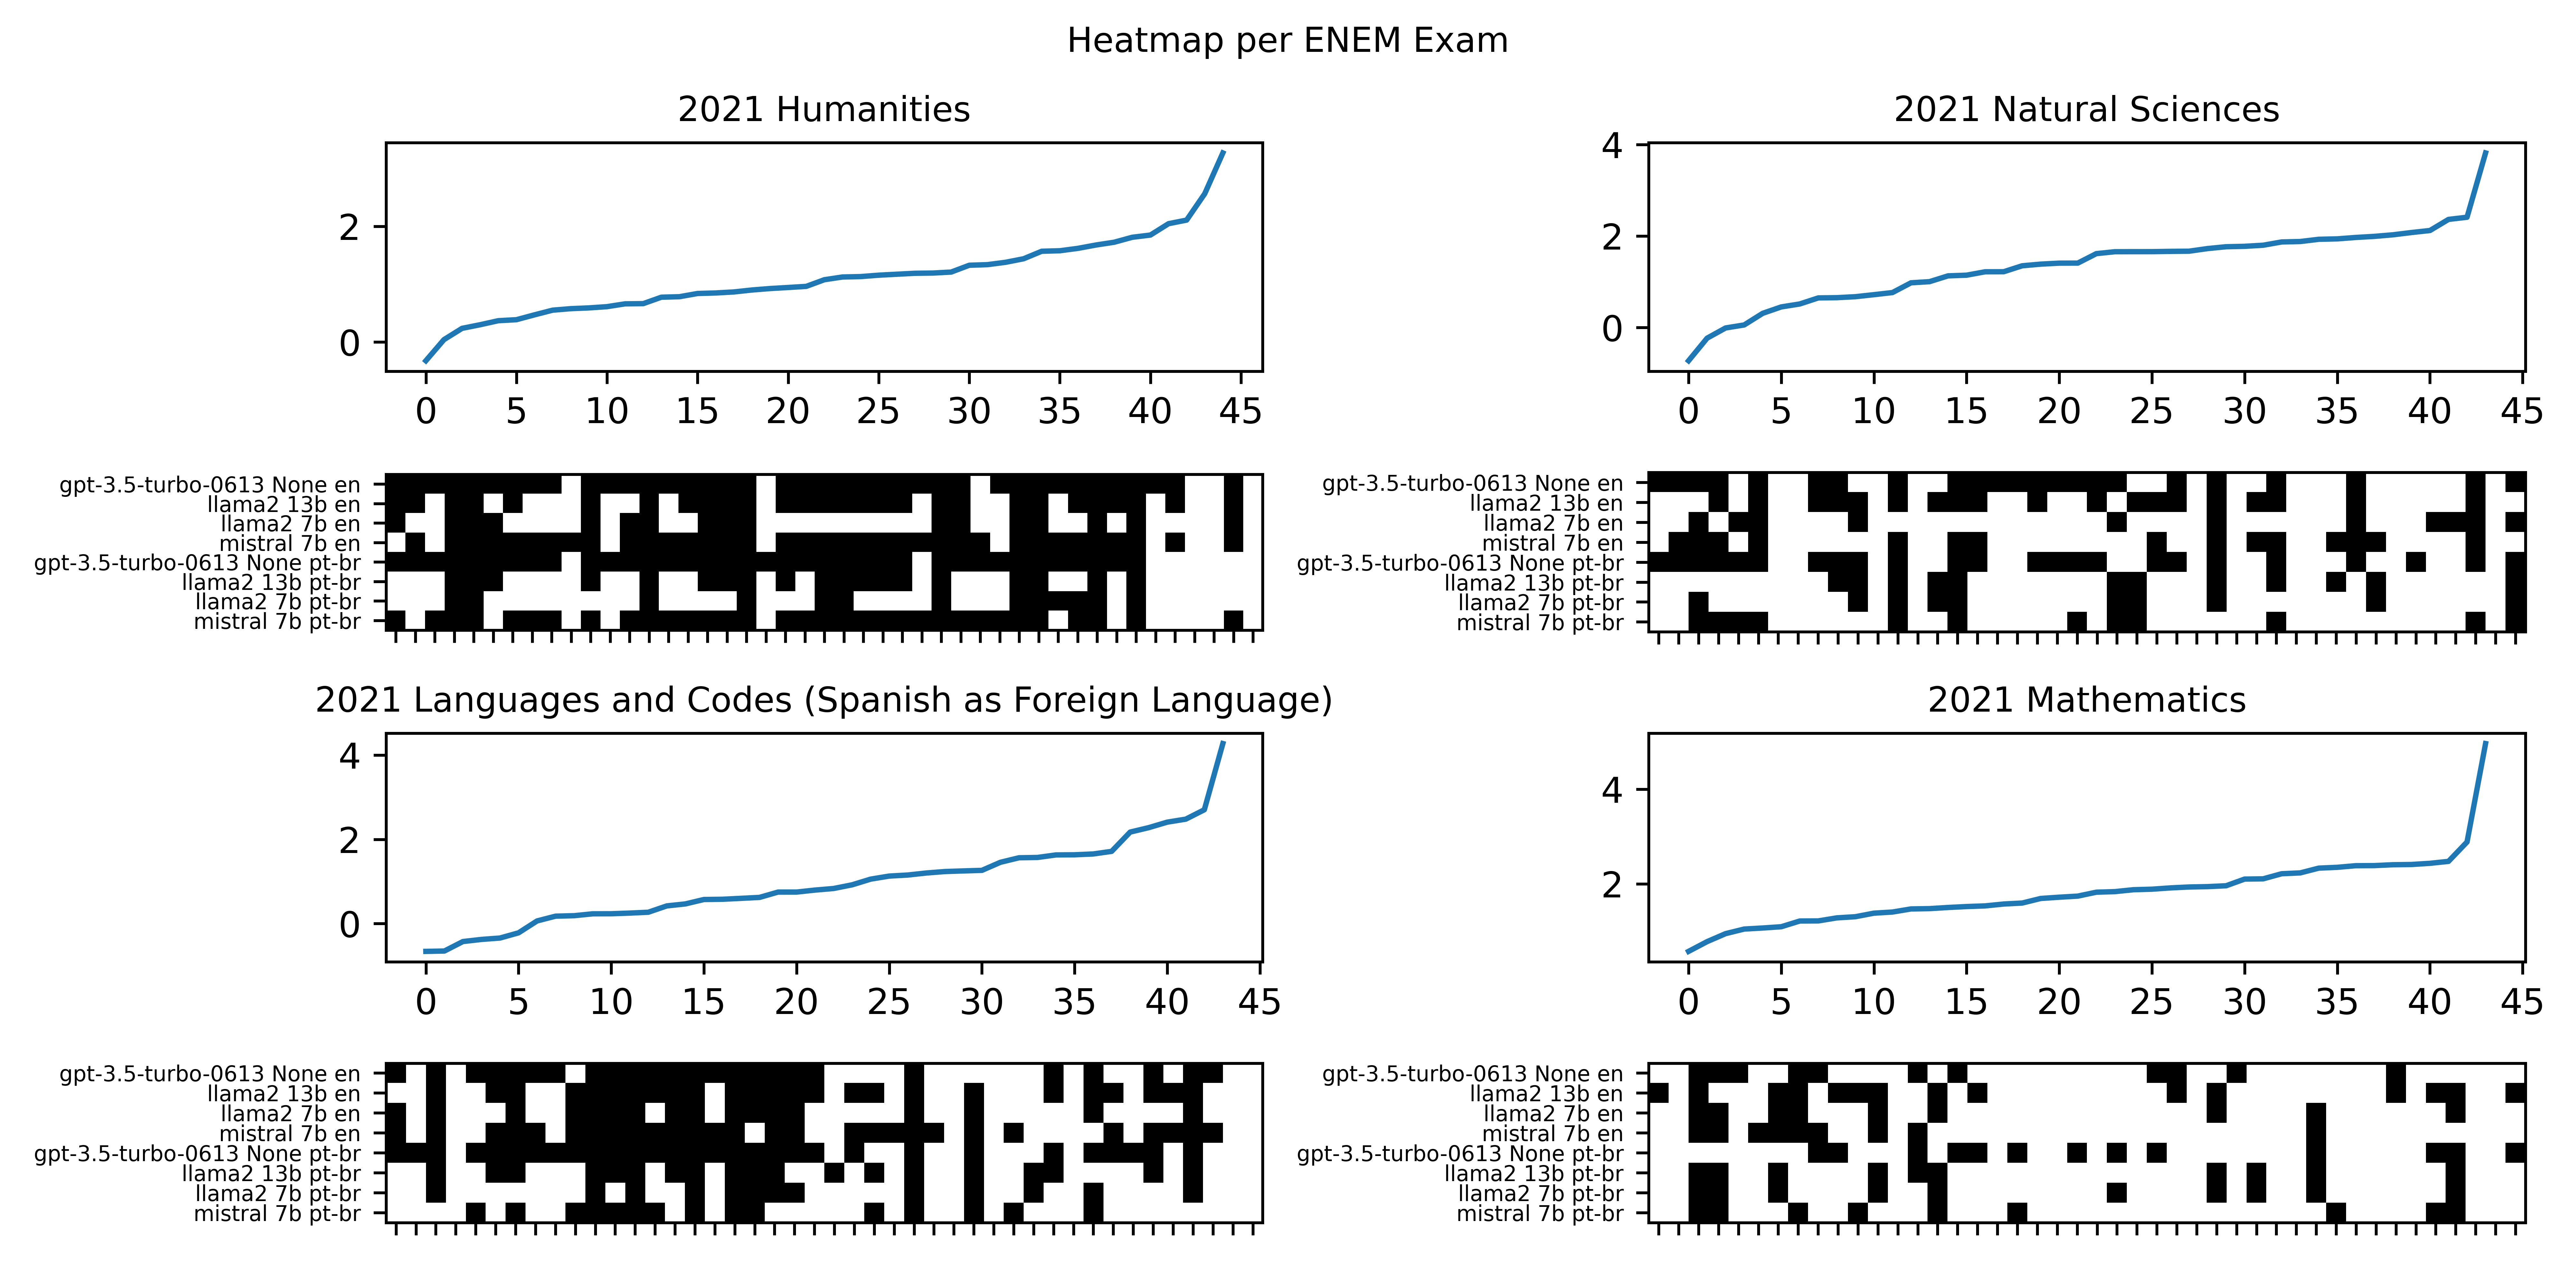 Heatmap per ENEM Exam
2021 Humanities
2
0
0 5 10 15 20 25 30 35 40 45
gpt-3.5-turbo-0613 None en
llama2 13b en
llama2 7b en
mistral 7b en
gpt-3.5-turbo-0613 None pt-br
llama2 13b pt-br
llama2 7b pt-br
mistral 7b pt-br
2021 Natural Sciences
4
2
0
0 5 10 15 20 25 30 35 40 45
gpt-3.5-turbo-0613 None en
llama2 13b en
llama2 7b en
mistral 7b en
gpt-3.5-turbo-0613 None pt-br
llama2 13b pt-br
llama2 7b pt-br
mistral 7b pt-br
2021 Languages and Codes (Spanish as Foreign Language)
4
2
0
0 5 10 15 20 25 30 35 40 45
gpt-3.5-turbo-0613 None en
llama2 13b en
llama2 7b en
mistral 7b en
gpt-3.5-turbo-0613 None pt-br
llama2 13b pt-br
llama2 7b pt-br
mistral 7b pt-br
2021 Mathematics
4
2
0 5 10 15 20 25 30 35 40 45
gpt-3.5-turbo-0613 None en
llama2 13b en
llama2 7b en
mistral 7b en
gpt-3.5-turbo-0613 None pt-br
llama2 13b pt-br
llama2 7b pt-br
mistral 7b pt-br